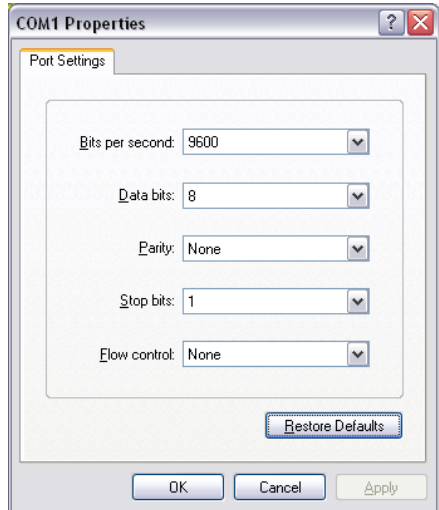 COM1 Properties
Port Settings
Bits per second: 9600
Data bits: 8
Parity: None
Stop bits: 1
Flow control: None
Restore Defaults
OK Cancel Apply